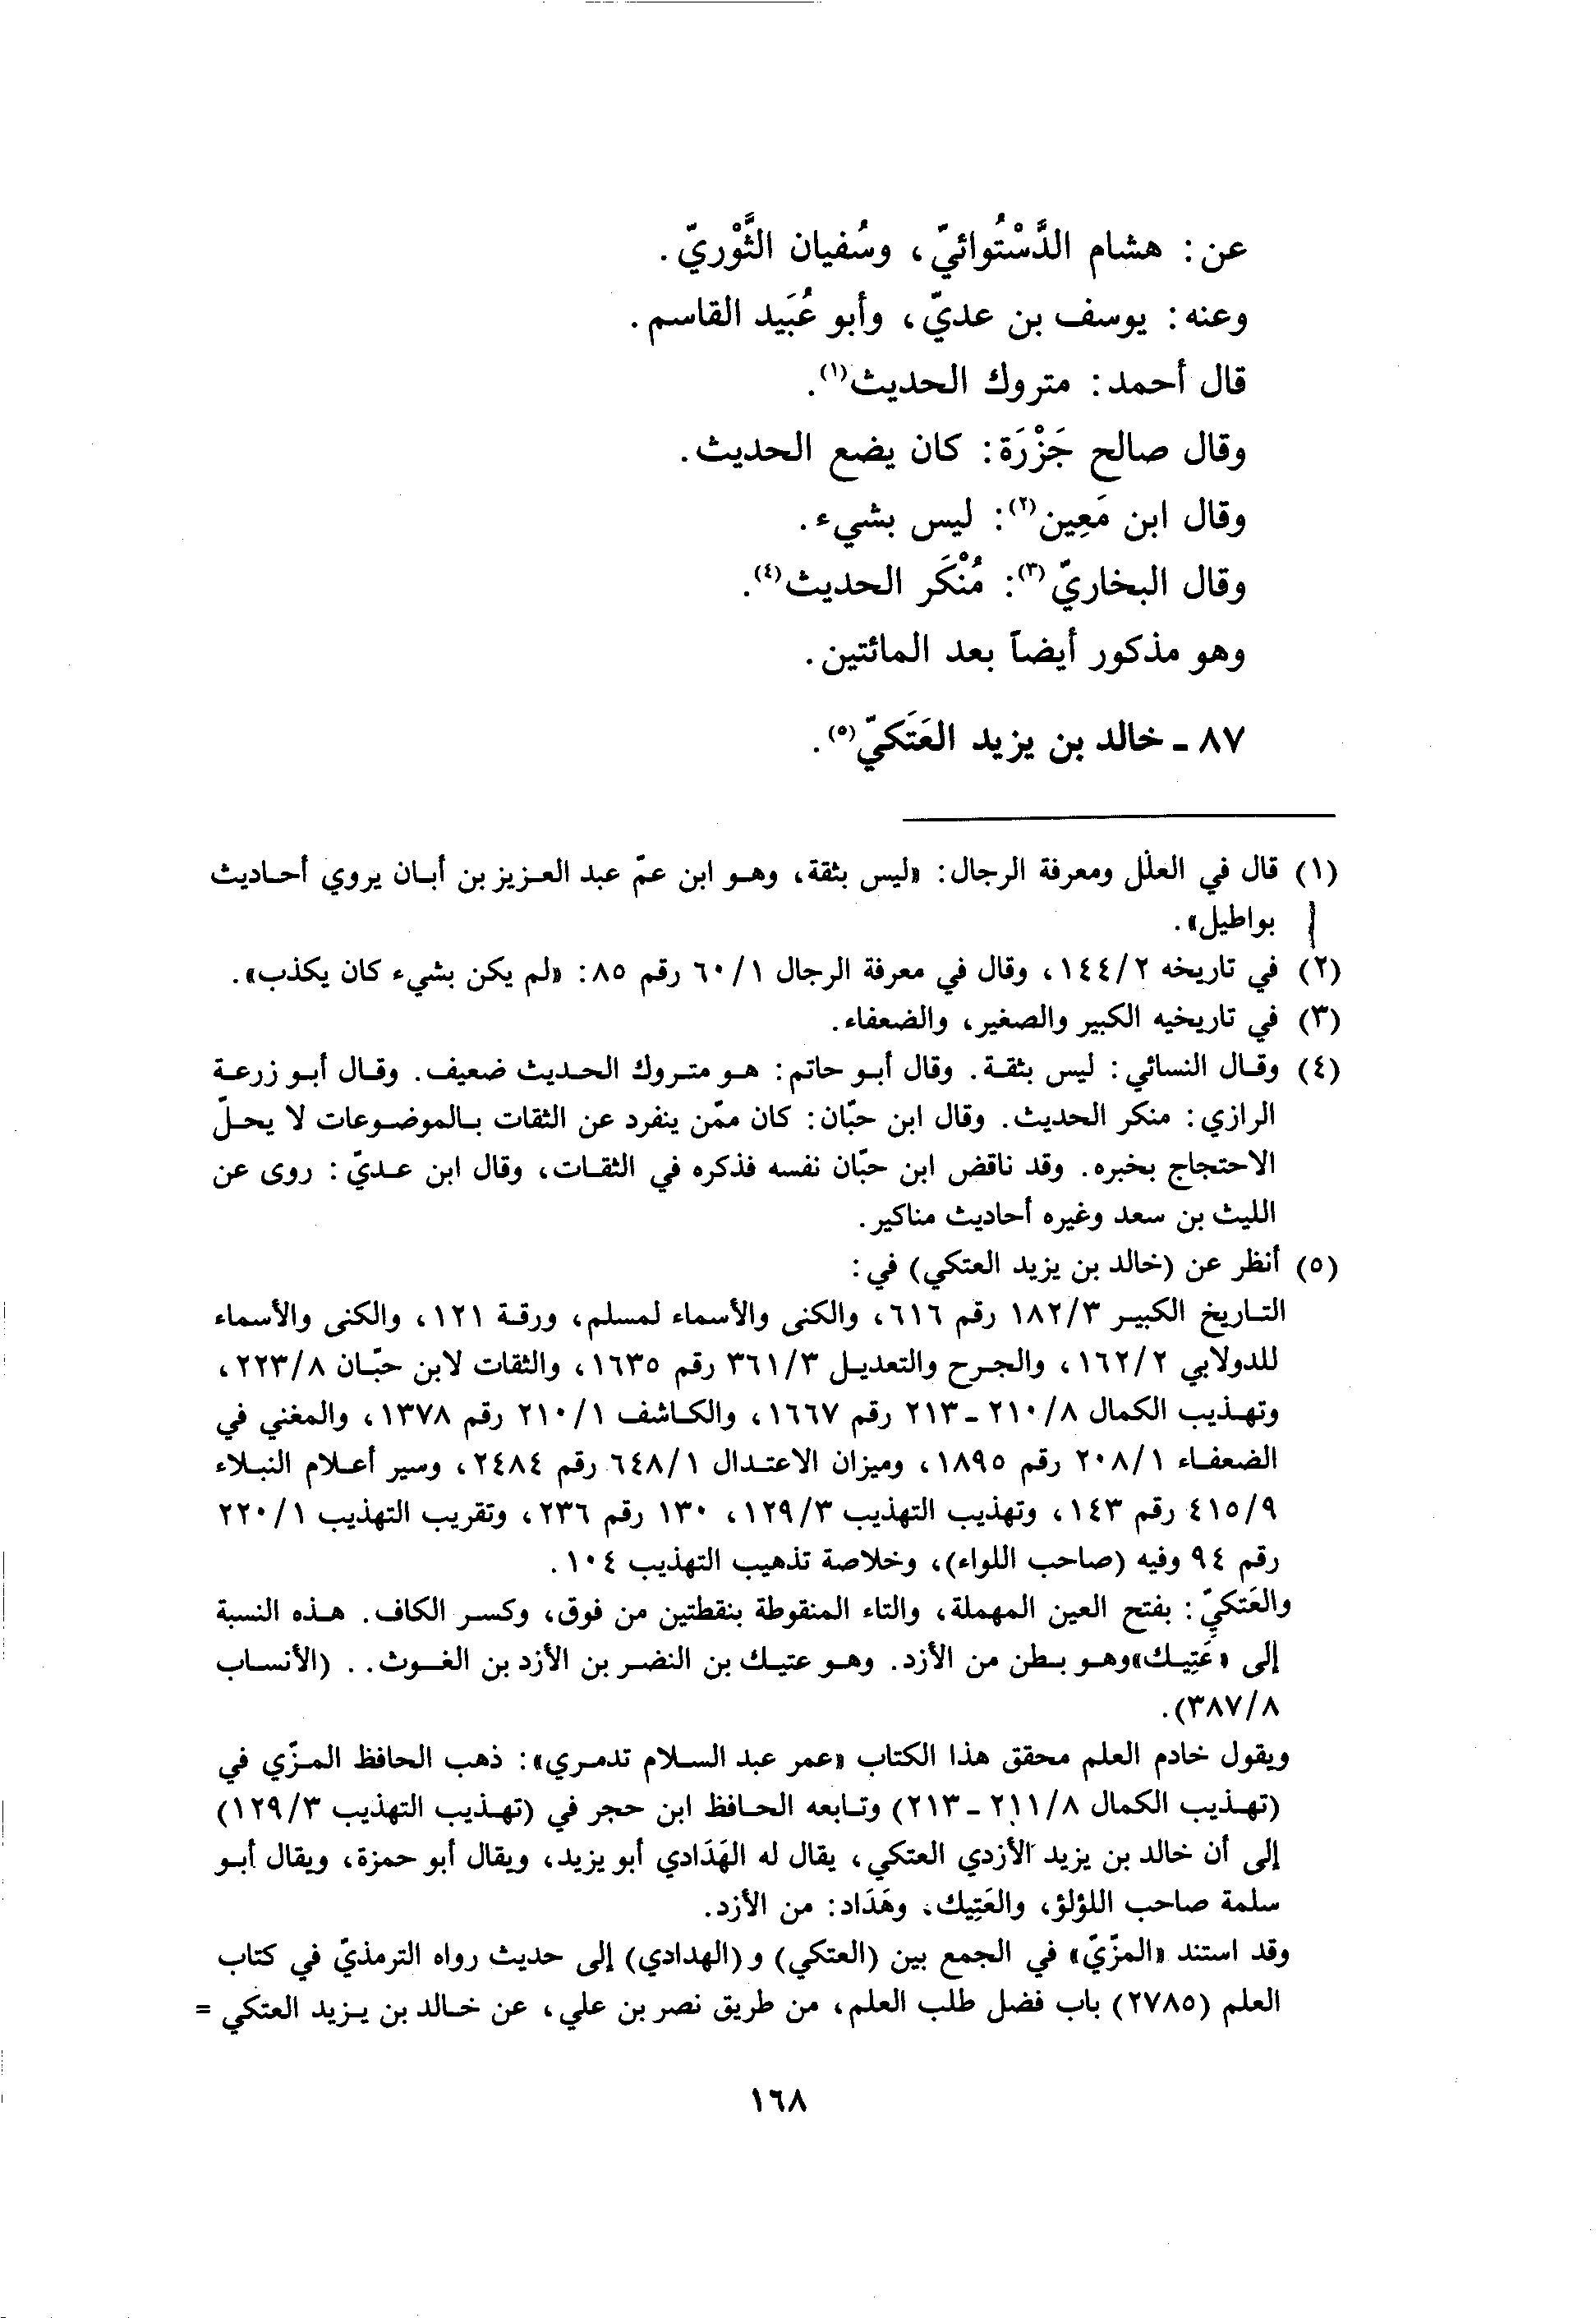 عن: هشام الدَّسْتُوائيّ، وسُفيان الثَّوْريّ.
وعنه: يوسف بن عديّ، وأبو عُبَيد القاسم.
قال أحمد: متروك الحديث(١).
وقال صالح جَزْرَة: كان يضع الحديث.
وقال ابن مَعِين(٢): ليس بشيء.
وقال البخاريّ(٣): مُنْكَر الحديث(٤).
وهو مذكور أيضاً بعد المائتين.
٨٧ ـ خالد بن يزيد العَتَكيّ(٥).
(١) قال في العلل ومعرفة الرجال: «ليس بثقة، وهو ابن عمّ عبد العزيز بن أبان يروي أحاديث
بواطيل».
(٢) في تاريخه ١٤٤/٢، وقال في معرفة الرجال ٦٠/١ رقم ٨٥: «لم يكن بشيء كان يكذب».
(٣) في تاريخيه الكبير والصغير، والضعفاء.
(٤) وقال النسائي: ليس بثقة. وقال أبو حاتم: هو متروك الحديث ضعيف. وقال أبو زرعة
الرازي: منكر الحديث. وقال ابن حبّان: كان ممّن ينفرد عن الثقات بالموضوعات لا يحلّ
الاحتجاج بخبره. وقد ناقض ابن حبّان نفسه فذكره في الثقات، وقال ابن عديّ: روى عن
الليث بن سعد وغيره أحاديث مناكير.
(٥) أنظر عن (خالد بن يزيد العتكي) في:
التاريخ الكبير ١٨٢/٣ رقم ٦١٦، والكنى والأسماء لمسلم، ورقة ١٢١، والكنى والأسماء
للدولابي ١٦٢/٢، والجرح والتعديل ٣٦١/٣ رقم ١٦٣٥، والثقات لابن حبّان ٢٢٣/٨،
وتهذيب الكمال ٢١٠/٨ ـ ٢١٣ رقم ١٦٦٧، والكاشف ٢١٠/١ رقم ١٣٧٨، والمغني في
الضعفاء ٢٠٨/١ رقم ١٨٩٥، وميزان الاعتدال ٦٤٨/١ رقم ٢٤٨٤، وسير أعلام النبلاء
٤١٥/٩ رقم ١٤٣، وتهذيب التهذيب ١٢٩/٣، ١٣٠ رقم ٢٣٦، وتقريب التهذيب ٢٢٠/١
رقم ٩٤ وفيه (صاحب اللواء)، وخلاصة تذهيب التهذيب ١٠٤.
والعَتكيِّ: بفتح العين المهملة، والتاء المنقوطة بنقطتين من فوق، وكسر الكاف. هذه النسبة
إلى «عَتِيك» وهو بطن من الأزد. وهو عتيك بن النضر بن الأزد بن الغوث. . (الأنساب
٣٨٧/٨).
ويقول خادم العلم محقق هذا الكتاب «عمر عبد السلام تدمري»: ذهب الحافظ المزّي في
(تهذيب الكمال ٢١١/٨ ـ ٢١٣) وتابعه الحافظ ابن حجر في (تهذيب التهذيب ١٢٩/٣)
إلى أن خالد بن يزيد الأزدي العتكي، يقال له الهَدَادي أبو يزيد، ويقال أبو حمزة، ويقال أبو
سلمة صاحب اللؤلؤ، والعَتِيك، وهَدَاد: من الأزد.
وقد استند «المزّيّ» في الجمع بين (العتكي) و(الهدادي) إلى حديث رواه الترمذيّ في كتاب
العلم (٢٧٨٥) باب فضل طلب العلم، من طريق نصر بن علي، عن خالد بن يزيد العتكي =
١٦٨